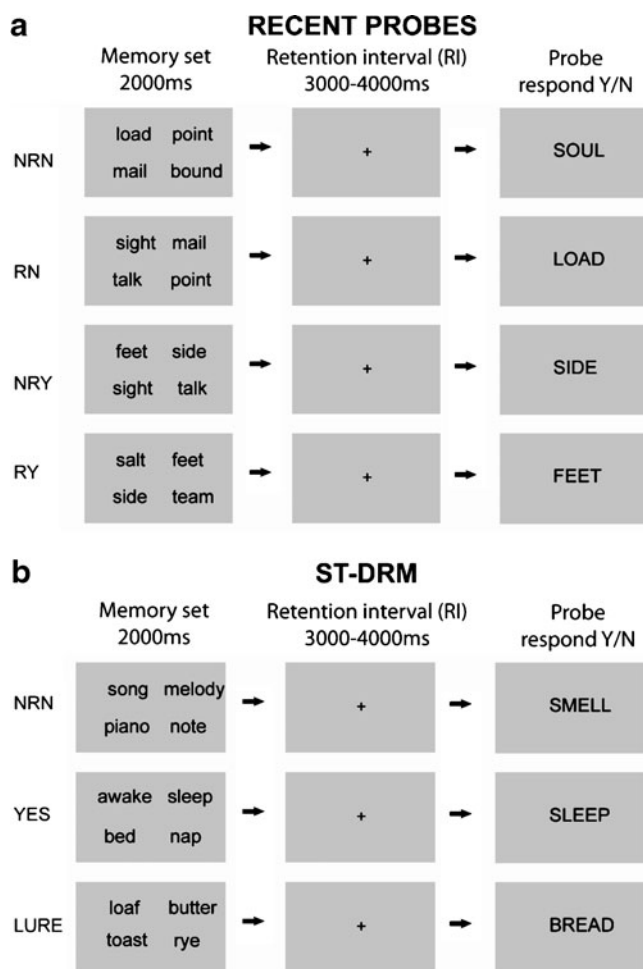 a RECENT PROBES
Memory set Retention interval (RI) Probe
2000ms 3000-4000ms respond Y/N
NRN
load point
mail bound
+
SOUL
RN
sight mail
talk point
+
LOAD
NRY
feet side
sight talk
+
SIDE
RY
salt feet
side team
+
FEET
b ST-DRM
Memory set Retention interval (RI) Probe
2000ms 3000-4000ms respond Y/N
NRN
song melody
piano note
+
SMELL
YES
awake sleep
bed nap
+
SLEEP
LURE
loaf butter
toast rye
+
BREAD